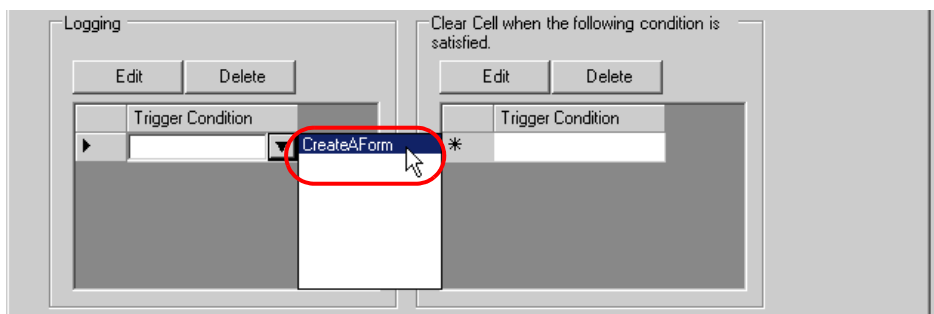 Logging
Edit Delete
Trigger Condition
CreateAForm
Clear Cell when the following condition is
satisfied.
Edit Delete
Trigger Condition